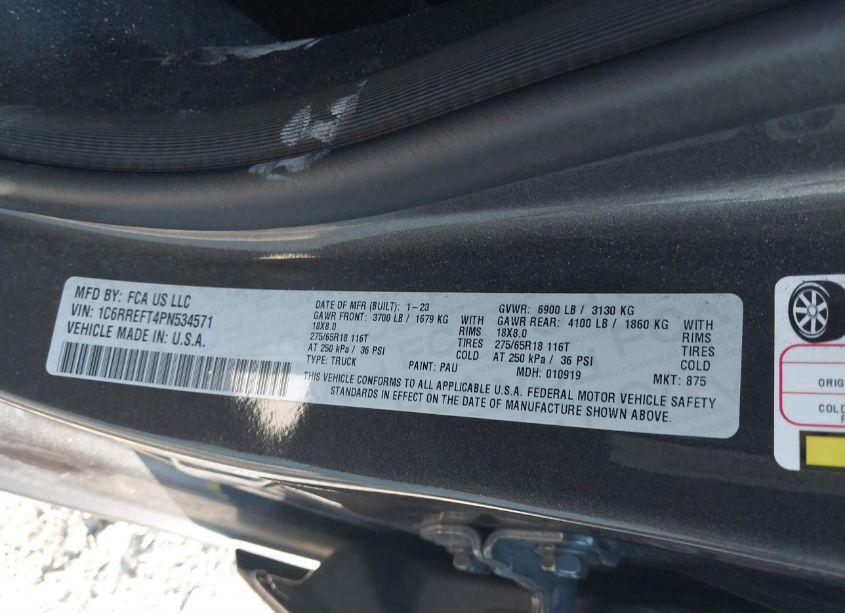 MFD BY: FCA US LLC
VIN: 1C6RREFT4PN534571
VEHICLE MADE IN: U.S.A.
DATE OF MFR (BUILT): 1-23
GAWR FRONT: 3700 LB / 1679 KG WITH
18X8.0 RIMS
275/65R18 116T TIRES
AT 250 kPa / 36 PSI COLD
TYPE: TRUCK PAINT: PAU
GVWR: 6900 LB / 3130 KG
GAWR REAR: 4100 LB / 1860 KG WITH
18X8.0 RIMS
275/65R18 116T TIRES
AT 250 kPa / 36 PSI COLD
MDH: 010919 MKT: 875
THIS VEHICLE CONFORMS TO ALL APPLICABLE U.S.A. FEDERAL MOTOR VEHICLE SAFETY
STANDARDS IN EFFECT ON THE DATE OF MANUFACTURE SHOWN ABOVE.
ORIG
COLD